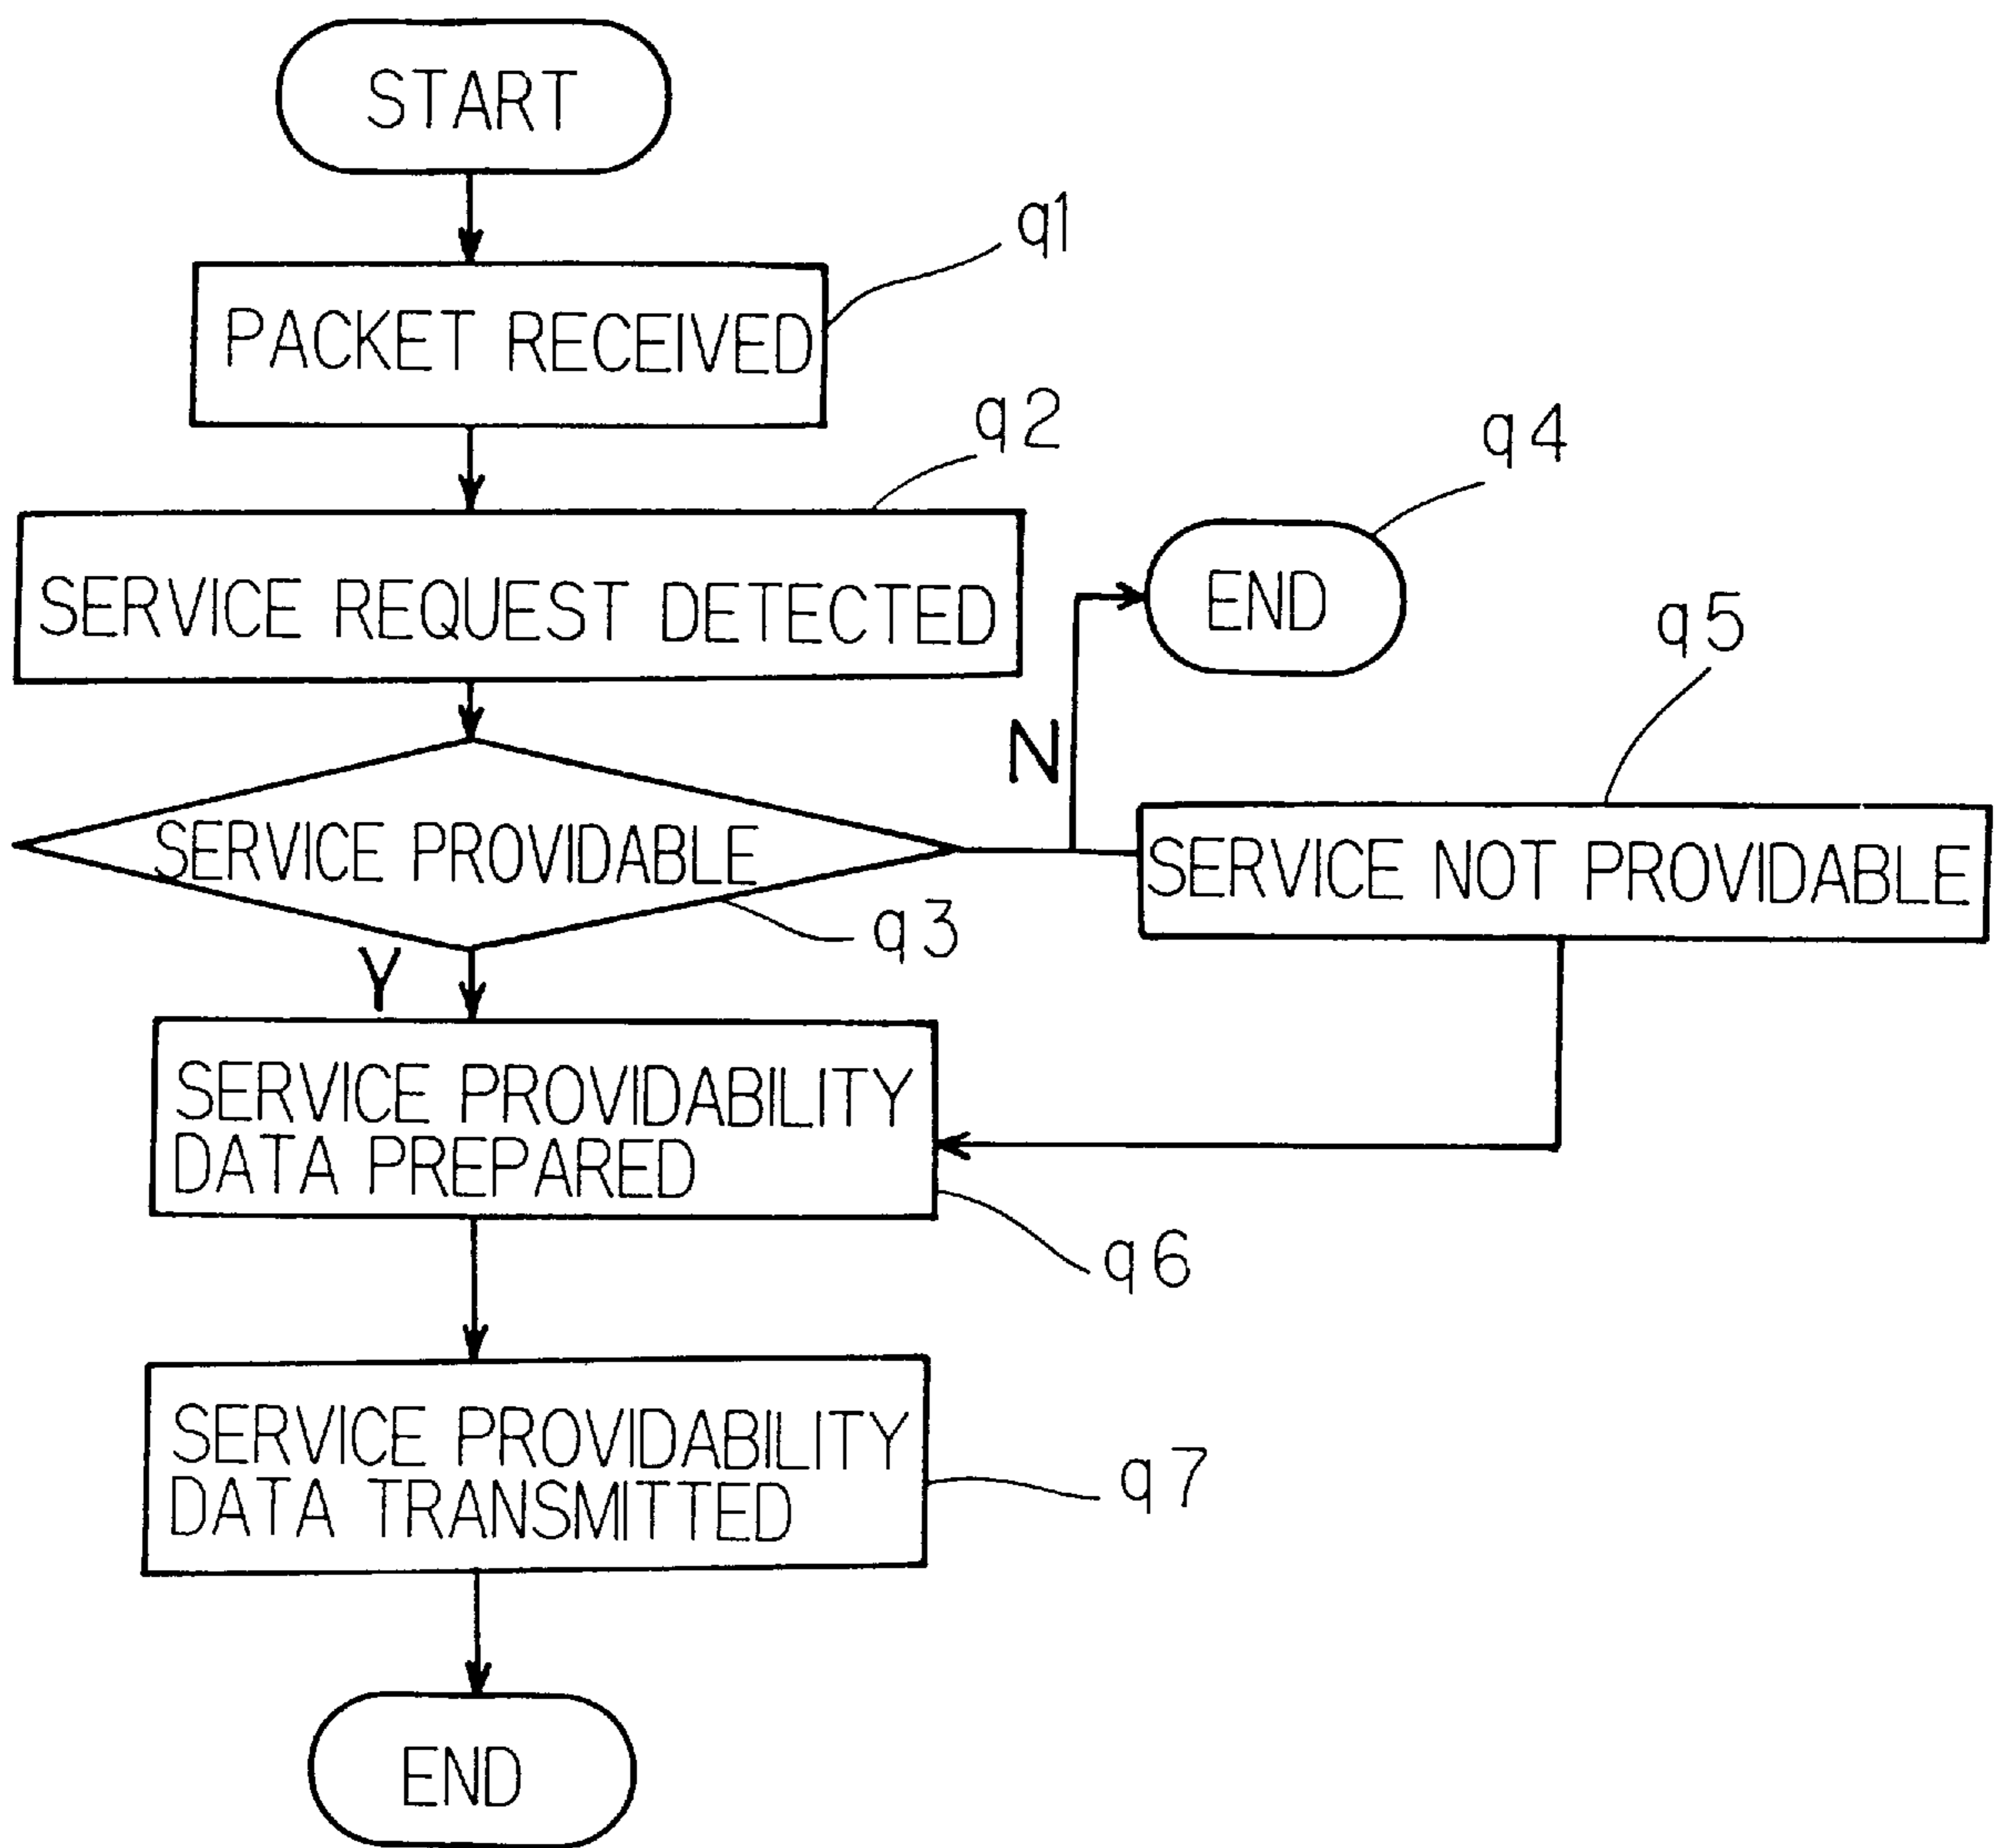 START
q1
PACKET RECEIVED
q2
SERVICE REQUEST DETECTED
q4
END
q5
N
SERVICE PROVIDABLE
SERVICE NOT PROVIDABLE
q3
Y
SERVICE PROVIDABILITY
DATA PREPARED
q6
SERVICE PROVIDABILITY
DATA TRANSMITTED
q7
END